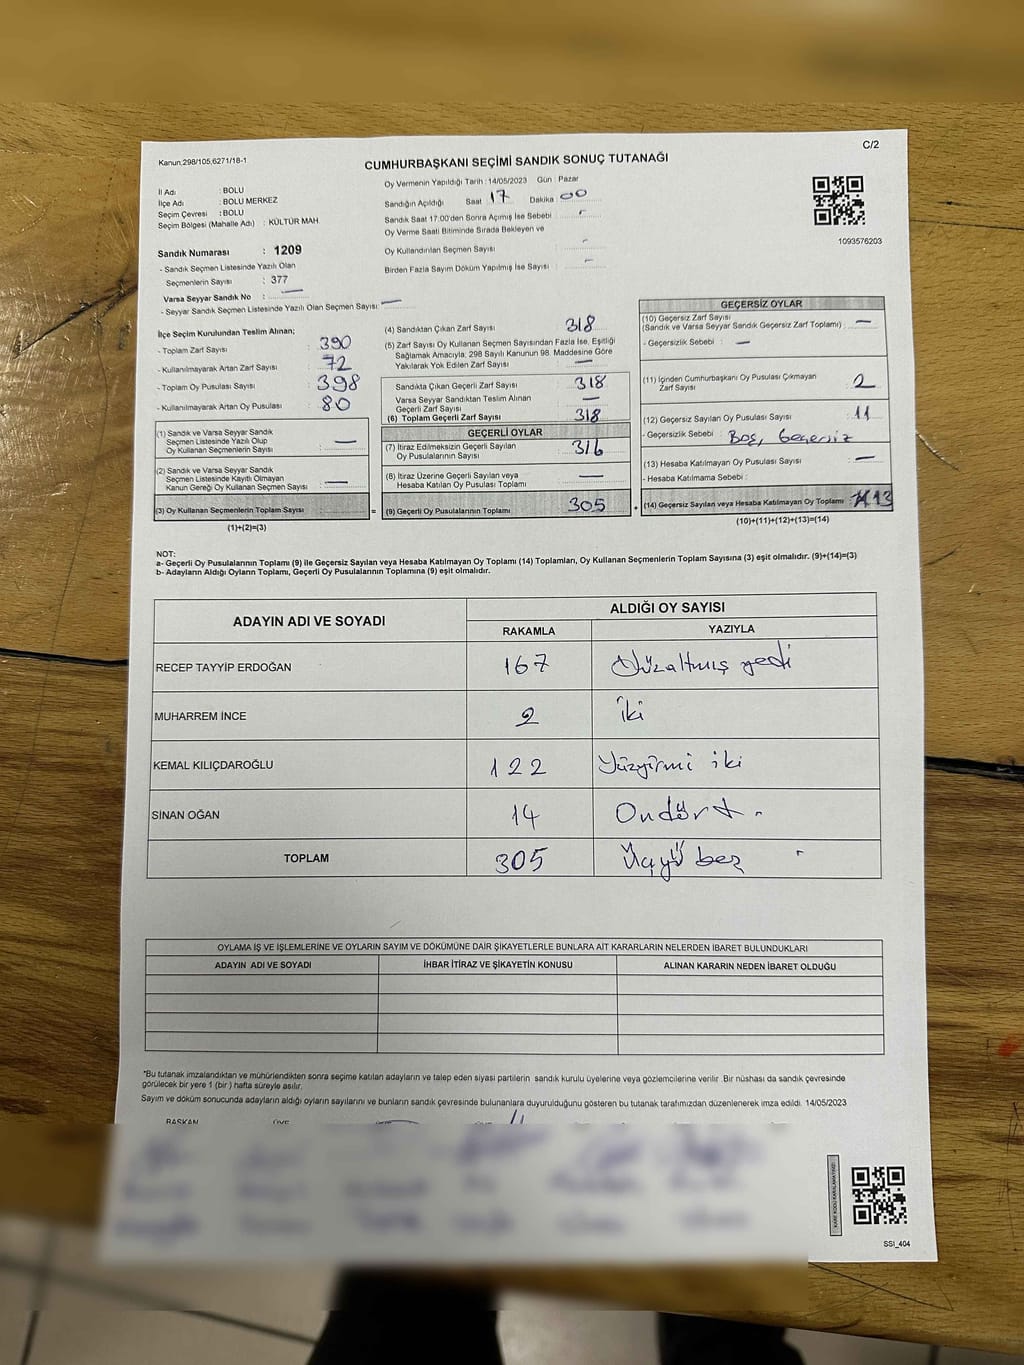 Kanun.298/105,6271/18-1
C/2
CUMHURBAŞKANI SEÇİMİ SANDIK SONUÇ TUTANAĞI
İl Adı : BOLU
İlçe Adı : BOLU MERKEZ
Seçim Çevresi : BOLU
Seçim Bölgesi (Mahalle Adı) : KÜLTÜR MAH.
Oy Vermenin Yapıldığı Tarih : 14/05/2023 Gün : Pazar
Sandığın Açıldığı Saat 17 Dakika 00
Sandık Saat 17:00'den Sonra Açımış İse Sebebi : -
Oy Verme Saati Bitiminde Sırada Bekleyen ve
Oy Kullandırılan Seçmen Sayısı : -
Birden Fazla Sayım Döküm Yapılmış İse Sayısı : -
1093576203
Sandık Numarası : 1209
- Sandık Seçmen Listesinde Yazılı Olan
Seçmenlerin Sayısı : 377
Varsa Seyyar Sandık No : —
- Seyyar Sandık Seçmen Listesinde Yazılı Olan Seçmen Sayısı: —
İlçe Seçim Kurulundan Teslim Alınan;
- Toplam Zarf Sayısı : 390
- Kullanılmayarak Artan Zarf Sayısı : 72
- Toplam Oy Pusulası Sayısı : 398
- Kullanılmayarak Artan Oy Pusulası : 80
(1) Sandık ve Varsa Seyyar Sandık
Seçmen Listesinde Yazılı Olup
Oy Kullanan Seçmenlerin Sayısı : —
(2) Sandık ve Varsa Seyyar Sandık
Seçmen Listesinde Kayıtlı Olmayan
Kanun Gereği Oy Kullanan Seçmen Sayısı : —
(3) Oy Kullanan Seçmenlerin Toplam Sayısı
(1)+(2)=(3)
(4) Sandıktan Çıkan Zarf Sayısı : 318
(5) Zarf Sayısı Oy Kullanan Seçmen Sayısından Fazla İse, Eşitliği
Sağlamak Amacıyla, 298 Sayılı Kanunun 98. Maddesine Göre
Yakılarak Yok Edilen Zarf Sayısı : —
Sandıkta Çıkan Geçerli Zarf Sayısı : 318
Varsa Seyyar Sandıktan Teslim Alınan
Geçerli Zarf Sayısı : —
(6) Toplam Geçerli Zarf Sayısı : 318
GEÇERLİ OYLAR
(7) İtiraz Edilmeksizin Geçerli Sayılan
Oy Pusulalarının Sayısı : 316
(8) İtiraz Üzerine Geçerli Sayılan veya
Hesaba Katılan Oy Pusulası Toplamı : —
= (9) Geçerli Oy Pusulalarının Toplamı 305 +
GEÇERSİZ OYLAR
(10) Geçersiz Zarf Sayısı
(Sandık ve Varsa Seyyar Sandık Geçersiz Zarf Toplamı) : —
- Geçersizlik Sebebi : —
(11) İçinden Cumhurbaşkanı Oy Pusulası Çıkmayan
Zarf Sayısı : 2
(12) Geçersiz Sayılan Oy Pusulası Sayısı : 11
- Geçersizlik Sebebi : Boş, Geçersiz
(13) Hesaba Katılmayan Oy Pusulası Sayısı : —
- Hesaba Katılmama Sebebi :
(14) Geçersiz Sayılan veya Hesaba Katılmayan Oy Toplamı : 13
(10)+(11)+(12)+(13)=(14)
NOT:
a- Geçerli Oy Pusulalarının Toplamı (9) ile Geçersiz Sayılan veya Hesaba Katılmayan Oy Toplamı (14) Toplamları, Oy Kullanan Seçmenlerin Toplam Sayısına (3) eşit olmalıdır. (9)+(14)=(3)
b- Adayların Aldığı Oyların Toplamı, Geçerli Oy Pusulalarının Toplamına (9) eşit olmalıdır.
ADAYIN ADI VE SOYADI
ALDIĞI OY SAYISI
RAKAMLA YAZIYLA
RECEP TAYYİP ERDOĞAN 167 Yüzaltmış yedi
MUHARREM İNCE 2 iki
KEMAL KILIÇDAROĞLU 122 Yüzyirmi iki
SİNAN OĞAN 14 Ondört
TOPLAM 305 Üçyü beş
OYLAMA İŞ VE İŞLEMLERİNE VE OYLARIN SAYIM VE DÖKÜMÜNE DAİR ŞİKAYETLERLE BUNLARA AİT KARARLARIN NELERDEN İBARET BULUNDUKLARI
ADAYIN ADI VE SOYADI İHBAR İTİRAZ VE ŞİKAYETİN KONUSU ALINAN KARARIN NEDEN İBARET OLDUĞU
*Bu tutanak imzalandıktan ve mühürlendikten sonra seçime katılan adayların ve talep eden siyasi partilerin sandık kurulu üyelerine veya gözlemcilerine verilir .Bir nüshası da sandık çevresinde
görülecek bir yere 1 (bir ) hafta süreyle asılır.
Sayım ve döküm sonucunda adayların aldığı oyların sayılarını ve bunların sandık çevresinde bulunanlara duyurulduğunu gösteren bu tutanak tarafımızdan düzenlenerek imza edildi. 14/05/2023
BAŞKAN ÜYE
SSI_404